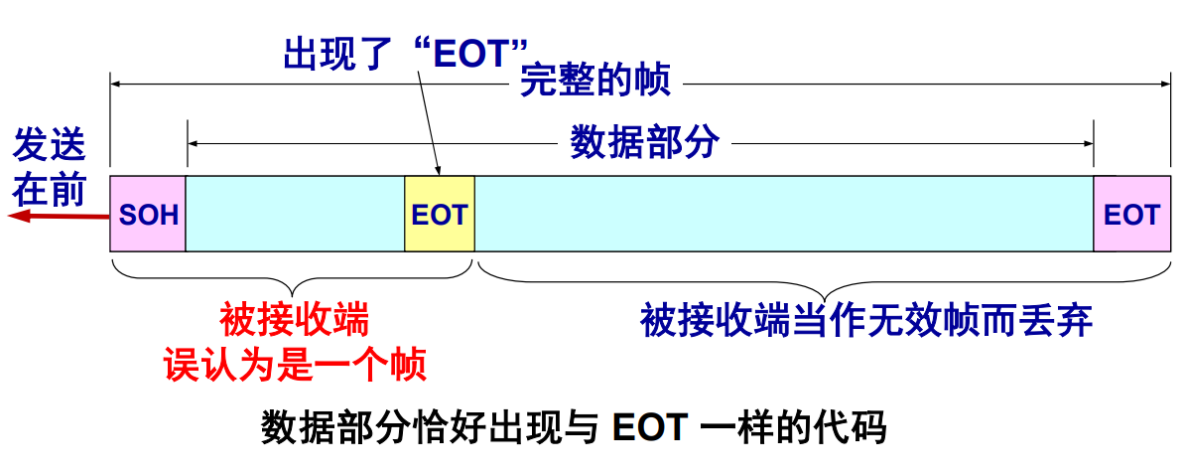 出现了“EOT”
完整的帧
发送
在前
数据部分
SOH
EOT
EOT
被接收端
误认为是一个帧
被接收端当作无效帧而丢弃
数据部分恰好出现与 EOT 一样的代码